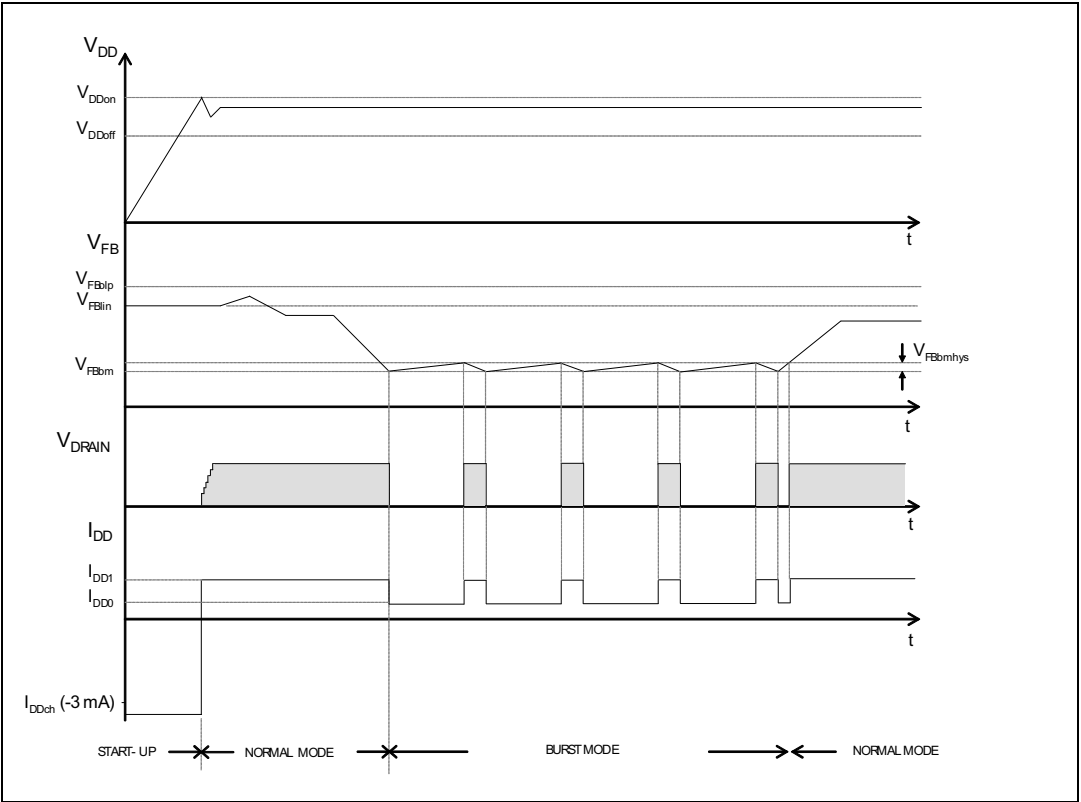 VDD
VDDon
VDDoff
t
VFB
VFBolp
VFBlin
VFBbm
VFBbmhys
t
VDRAIN
t
IDD
IDD1
IDD0
t
IDDch (-3 mA)
START- UP
NORMAL MODE
BURST MODE
NORMAL MODE